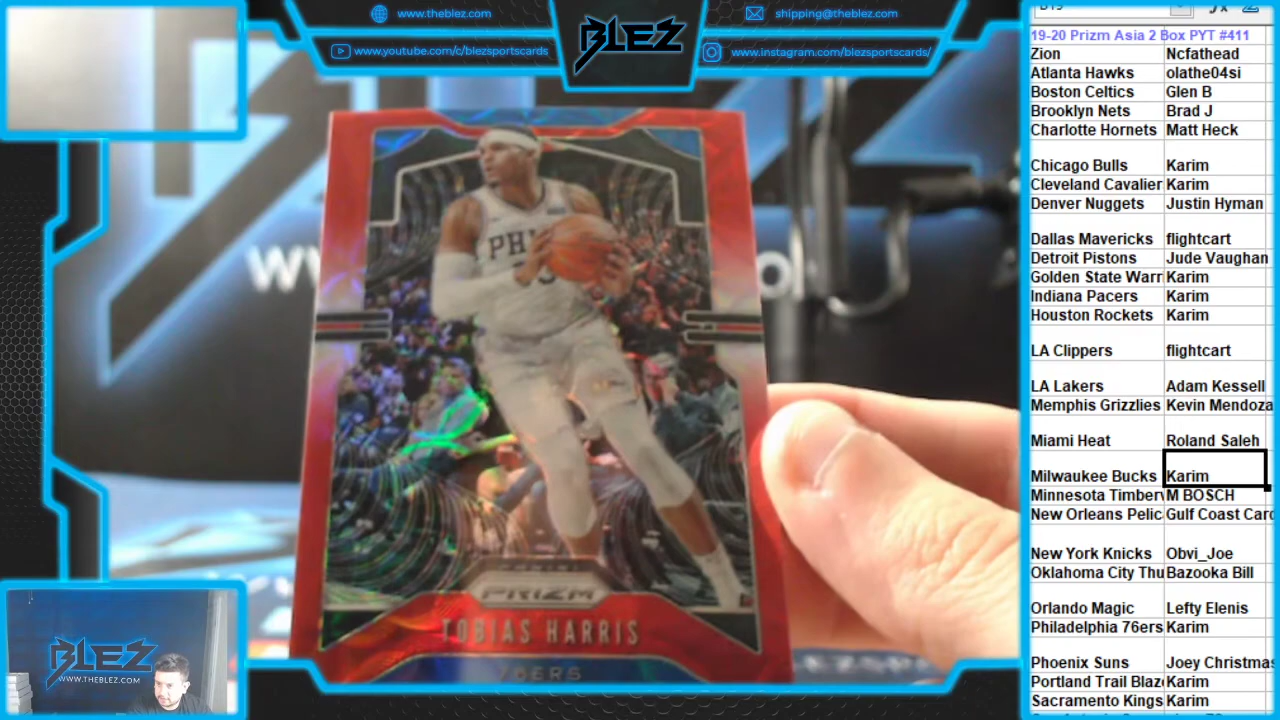 www.theblez.com
shipping@theblez.com
www.youtube.com/c/blezsportscards
BLEZ
www.instagram.com/blezsportscards/
PANINI
PRIZM
TOBIAS HARRIS
76ERS
BLEZ
WWW.THEBLEZ.COM
19-20 Prizm Asia 2 Box PYT #411
Zion Ncfathead
Atlanta Hawks olathe04si
Boston Celtics Glen B
Brooklyn Nets Brad J
Charlotte Hornets Matt Heck
Chicago Bulls Karim
Cleveland Cavalier Karim
Denver Nuggets Justin Hyman
Dallas Mavericks flightcart
Detroit Pistons Jude Vaughan
Golden State Warr Karim
Indiana Pacers Karim
Houston Rockets Karim
LA Clippers flightcart
LA Lakers Adam Kessell
Memphis Grizzlies Kevin Mendoza
Miami Heat Roland Saleh
Milwaukee Bucks Karim
Minnesota Timberv M BOSCH
New Orleans Pelic Gulf Coast Card
New York Knicks Obvi_Joe
Oklahoma City Thu Bazooka Bill
Orlando Magic Lefty Elenis
Philadelphia 76ers Karim
Phoenix Suns Joey Christmas
Portland Trail Blaze Karim
Sacramento Kings Karim